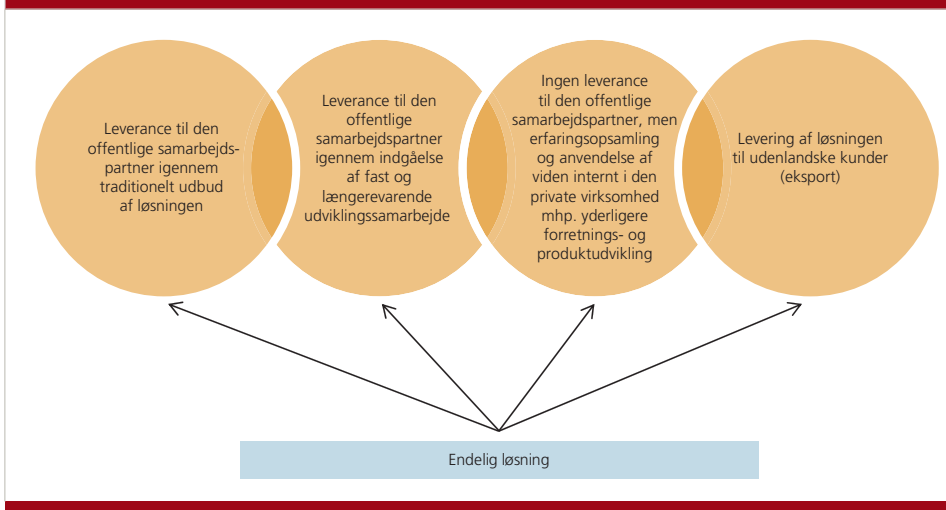 Leverance til den
offentlige samarbejds-
partner igennem
traditionelt udbud
af løsningen
Leverance til den
offentlige
samarbejdspartner
igennem indgåelse
af fast og
længerevarende
udviklingssamarbejde
Ingen leverance
til den offentlige
samarbejdspartner, men
erfaringsopsamling
og anvendelse af
viden internt i den
private virksomhed
mhp. yderligere
forretnings- og
produktudvikling
Levering af løsningen
til udenlandske kunder
(eksport)
Endelig løsning